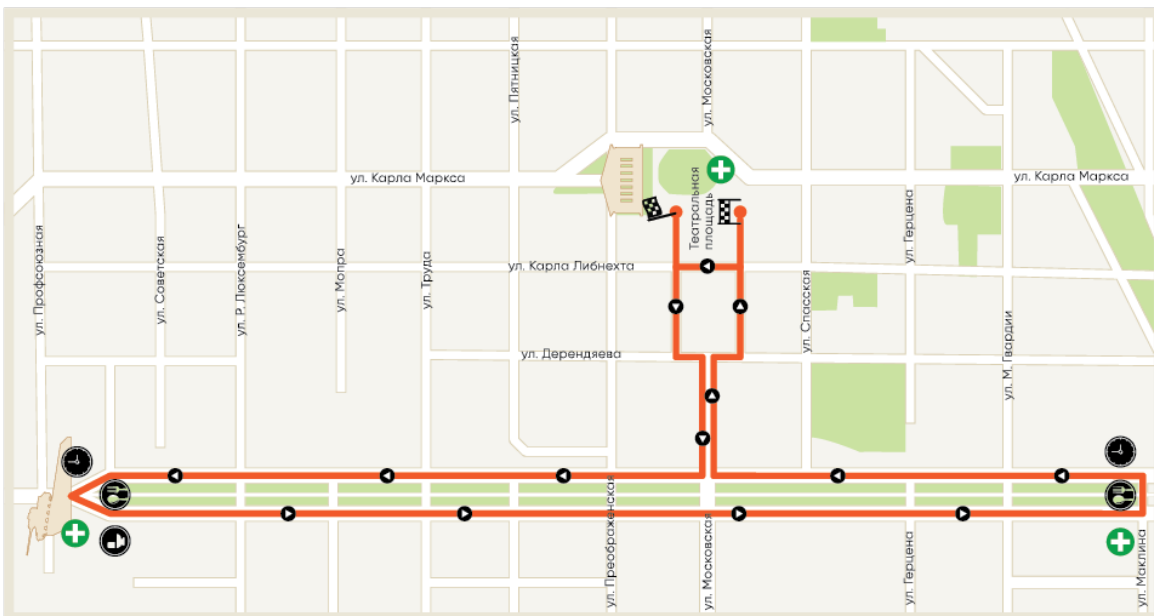 ул. Пятницкая
ул. Московская
ул. Карла Маркса
ул. Карла Маркса
Театральная
площадь
ул. Профсоюзная
ул. Советская
ул. Р. Люксембург
ул. Мопра
ул. Труда
ул. Карла Либнехта
ул. Герцена
ул. Спасская
ул. Дерендяева
ул. М. Гвардии
ул. Преображенская
ул. Московская
ул. Герцена
ул. Маклина